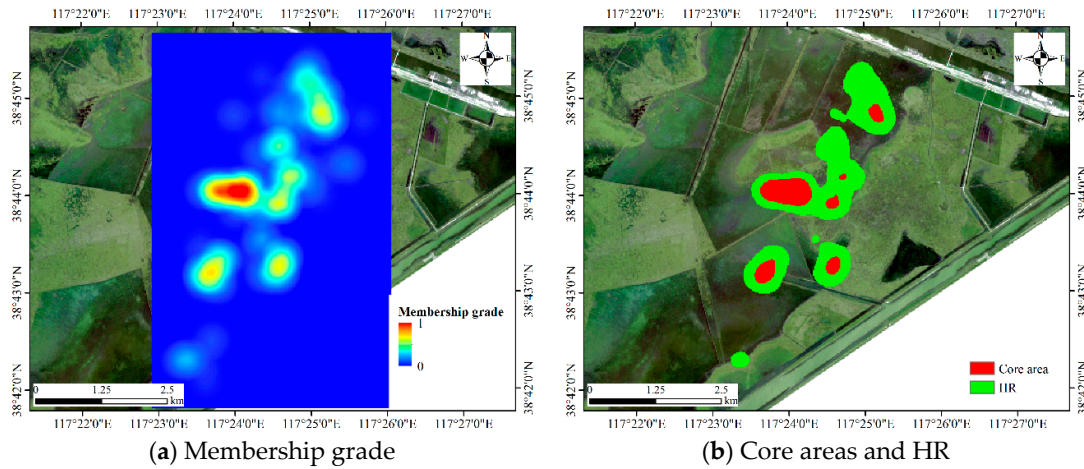 117°22'0"E 117°23'0"E 117°24'0"E 117°25'0"E 117°26'0"E 117°27'0"E
38°45'0"N
38°44'0"N
38°43'0"N
38°42'0"N
N
W E
S
Membership grade
1
0
0 1.25 2.5
km
117°22'0"E 117°23'0"E 117°24'0"E 117°25'0"E 117°26'0"E 117°27'0"E
(a) Membership grade
117°22'0"E 117°23'0"E 117°24'0"E 117°25'0"E 117°26'0"E 117°27'0"E
38°45'0"N
38°44'0"N
38°43'0"N
38°42'0"N
N
W E
S
Core area
HR
0 1.25 2.5
km
117°22'0"E 117°23'0"E 117°24'0"E 117°25'0"E 117°26'0"E 117°27'0"E
(b) Core areas and HR